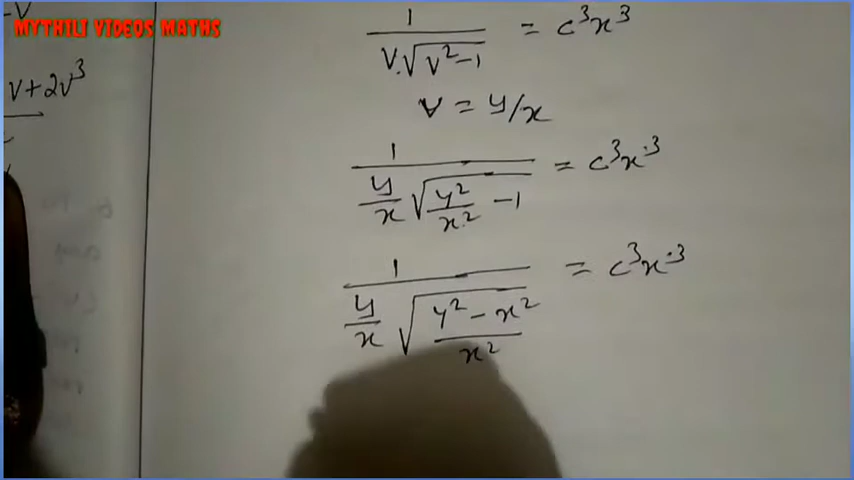 -V
MYTHILI VIDEOS MATHS
V+2V³
1/(V.√(V²-1)) = c³x³
V = y/x
1/((y/x)√(y²/x² - 1)) = c³x³
1/((y/x)√((y²-x²)/x²)) = c³x³